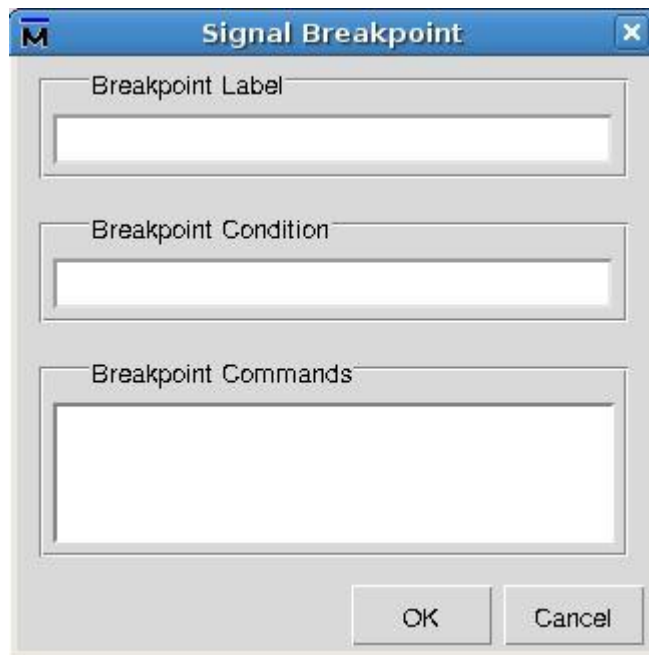 M Signal Breakpoint
Breakpoint Label
Breakpoint Condition
Breakpoint Commands
OK Cancel